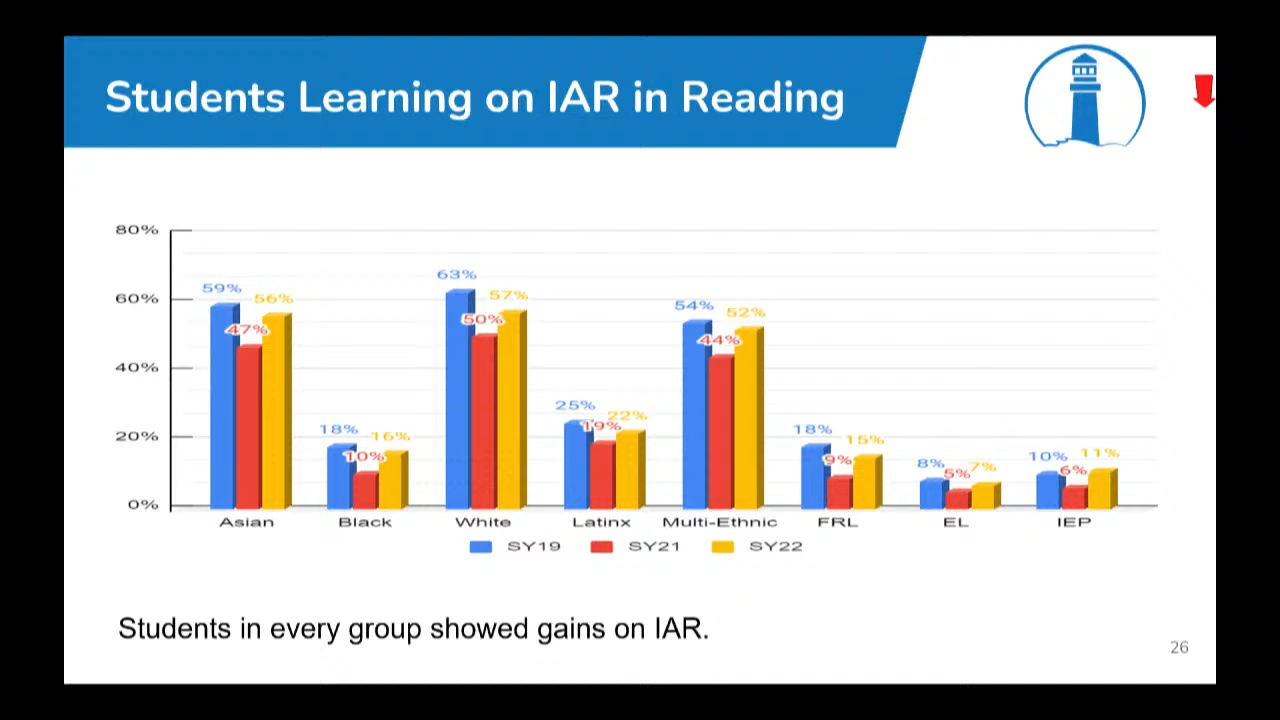 Students Learning on IAR in Reading
80%
60%
40%
20%
0%
59% 47% 56%
18% 10% 16%
63% 50% 57%
25% 19% 22%
54% 44% 52%
18% 9% 15%
8% 5% 7%
10% 6% 11%
Asian Black White Latinx Multi-Ethnic FRL EL IEP
SY19 SY21 SY22
Students in every group showed gains on IAR.
26